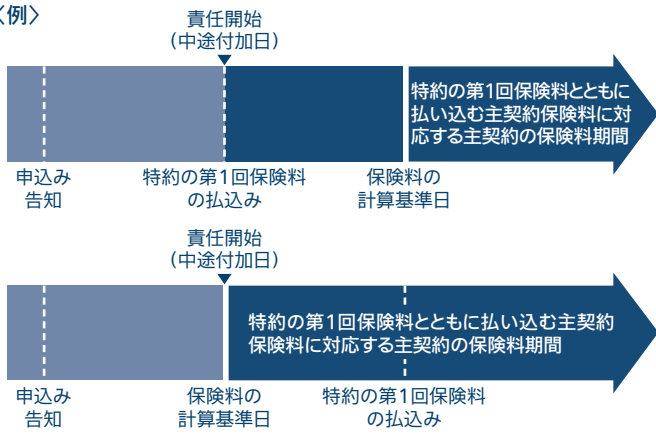 〈例〉
責任開始
(中途付加日)
特約の第1回保険料とともに
払い込む主契約保険料に対
応する主契約の保険料期間
申込み
告知
特約の第1回保険料
の払込み
保険料の
計算基準日
責任開始
(中途付加日)
特約の第1回保険料とともに払い込む主契約
保険料に対応する主契約の保険料期間
申込み
告知
保険料の
計算基準日
特約の第1回保険料
の払込み